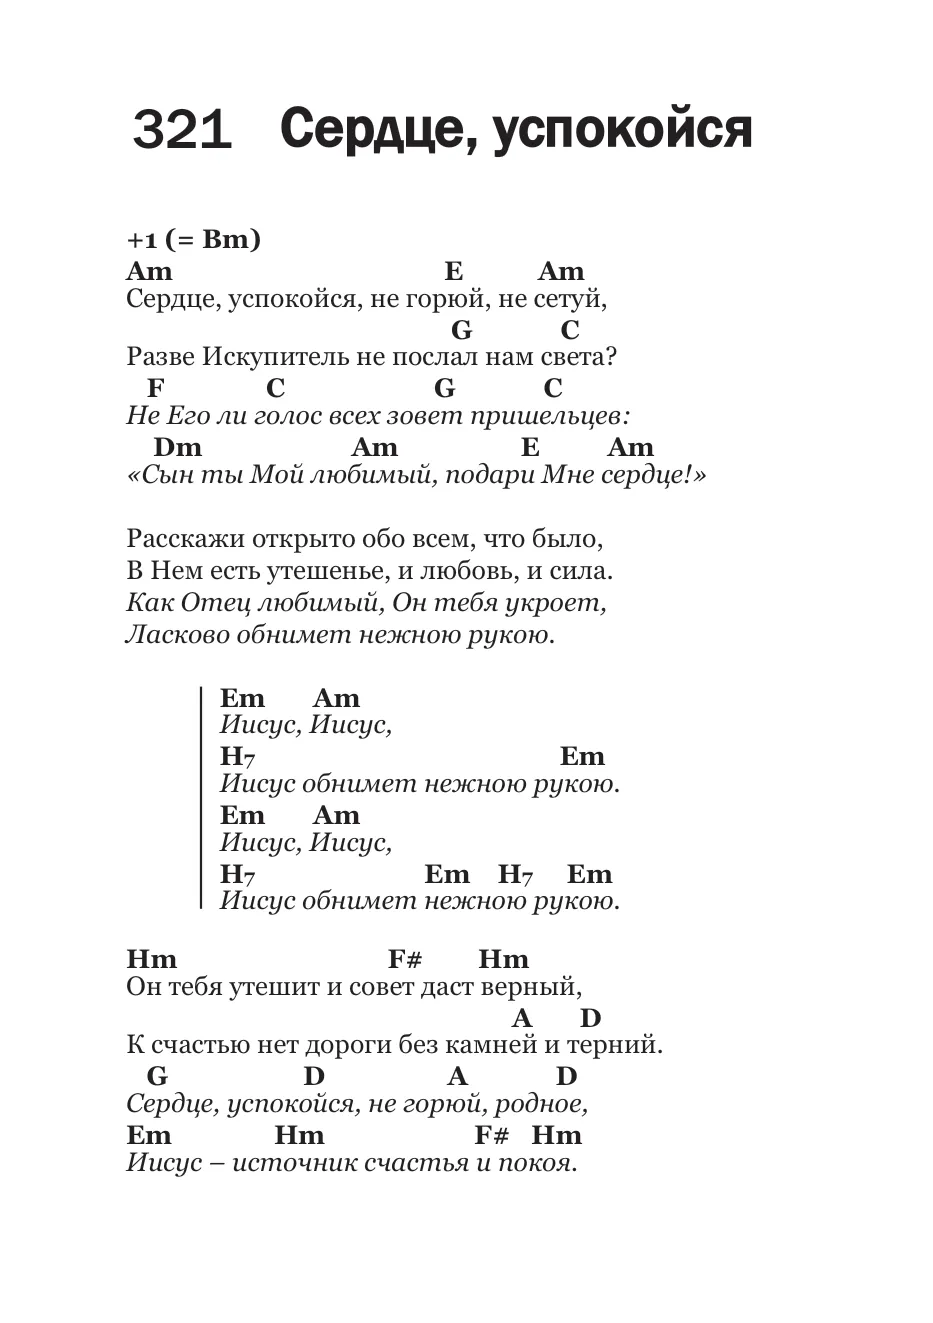 321 Сердце, успокойся
+1 (= Bm)
Am E Am
Сердце, успокойся, не горюй, не сетуй,
G C
Разве Искупитель не послал нам света?
F C G C
Не Его ли голос всех зовет пришельцев:
Dm Am E Am
«Сын ты Мой любимый, подари Мне сердце!»
Расскажи открыто обо всем, что было,
В Нем есть утешенье, и любовь, и сила.
Как Отец любимый, Он тебя укроет,
Ласково обнимет нежною рукою.
Em Am
Иисус, Иисус,
H7 Em
Иисус обнимет нежною рукою.
Em Am
Иисус, Иисус,
H7 Em H7 Em
Иисус обнимет нежною рукою.
Hm F# Hm
Он тебя утешит и совет даст верный,
A D
К счастью нет дороги без камней и терний.
G D A D
Сердце, успокойся, не горюй, родное,
Em Hm F# Hm
Иисус – источник счастья и покоя.